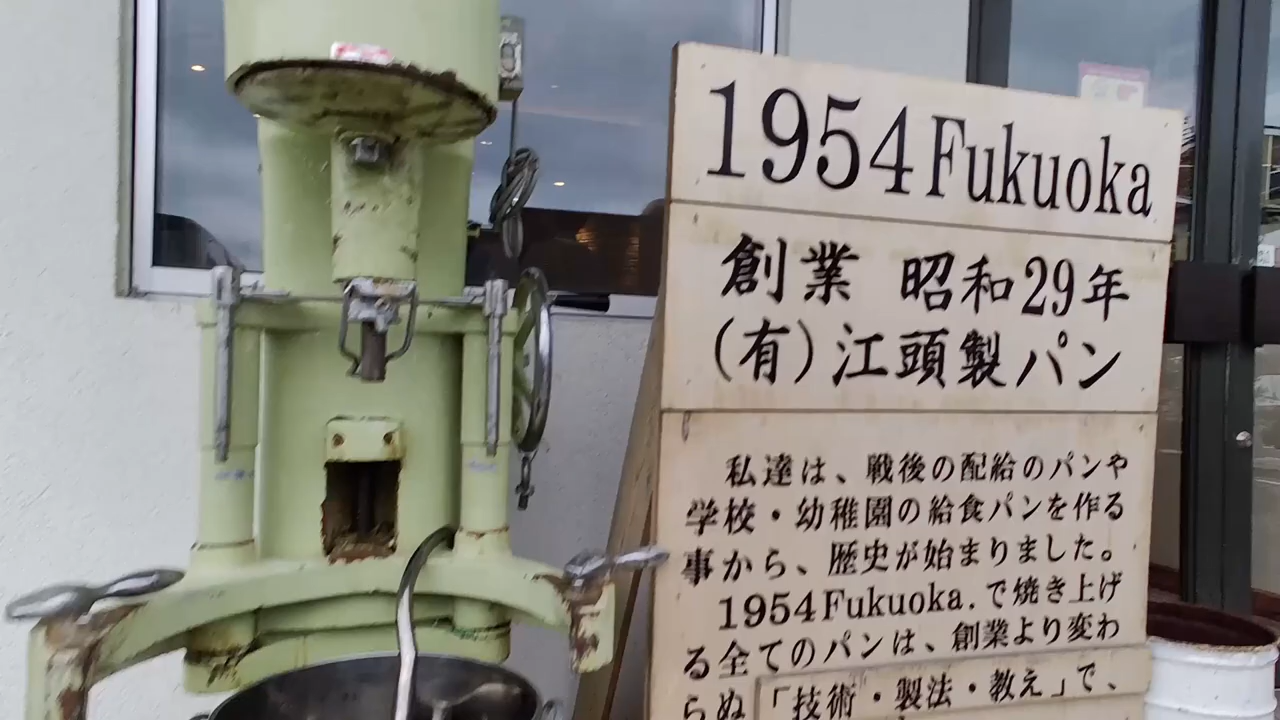 1954 Fukuoka
創業 昭和29年
(有)江頭製パン
私達は、戦後の配給のパンや
学校・幼稚園の給食パンを作る
事から、歴史が始まりました。
1954 Fukuoka.で焼き上げ
る全てのパンは、創業より変わ
らぬ「技術・製法・教え」で、